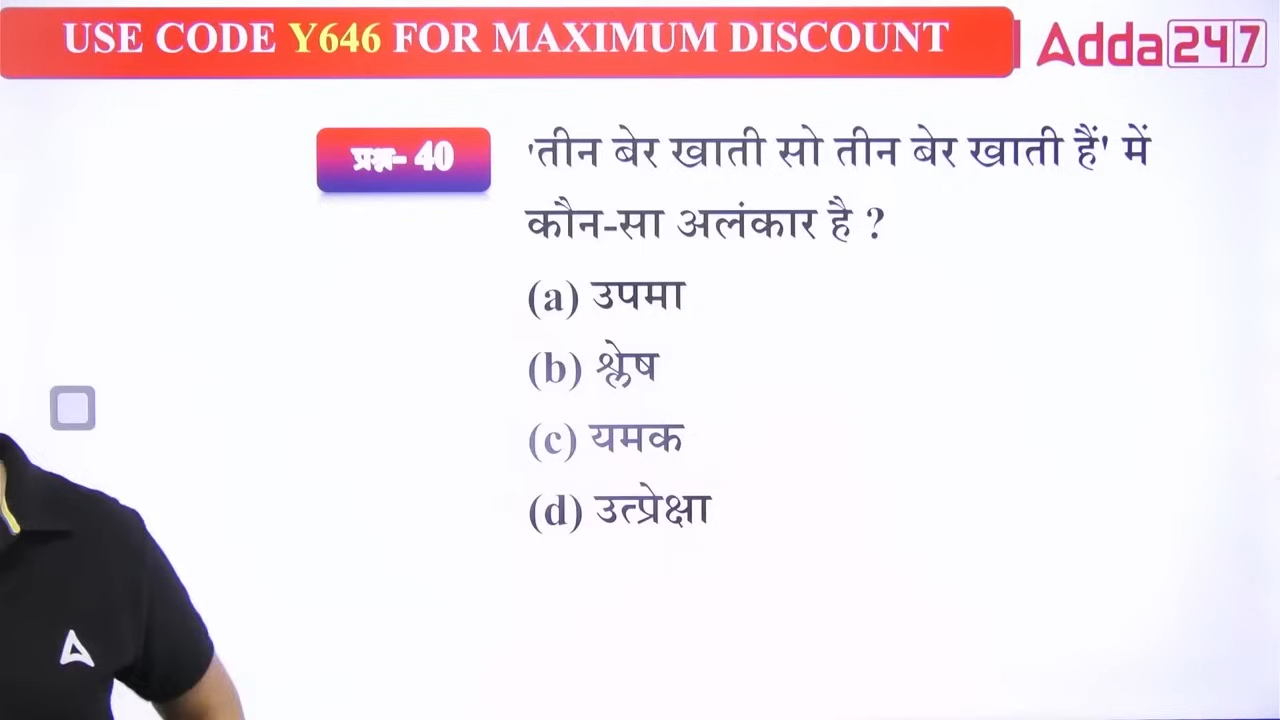 USE CODE Y646 FOR MAXIMUM DISCOUNT
Adda247
प्रश्न- 40
'तीन बेर खाती सो तीन बेर खाती हैं' में
कौन-सा अलंकार है ?
(a) उपमा
(b) श्लेष
(c) यमक
(d) उत्प्रेक्षा